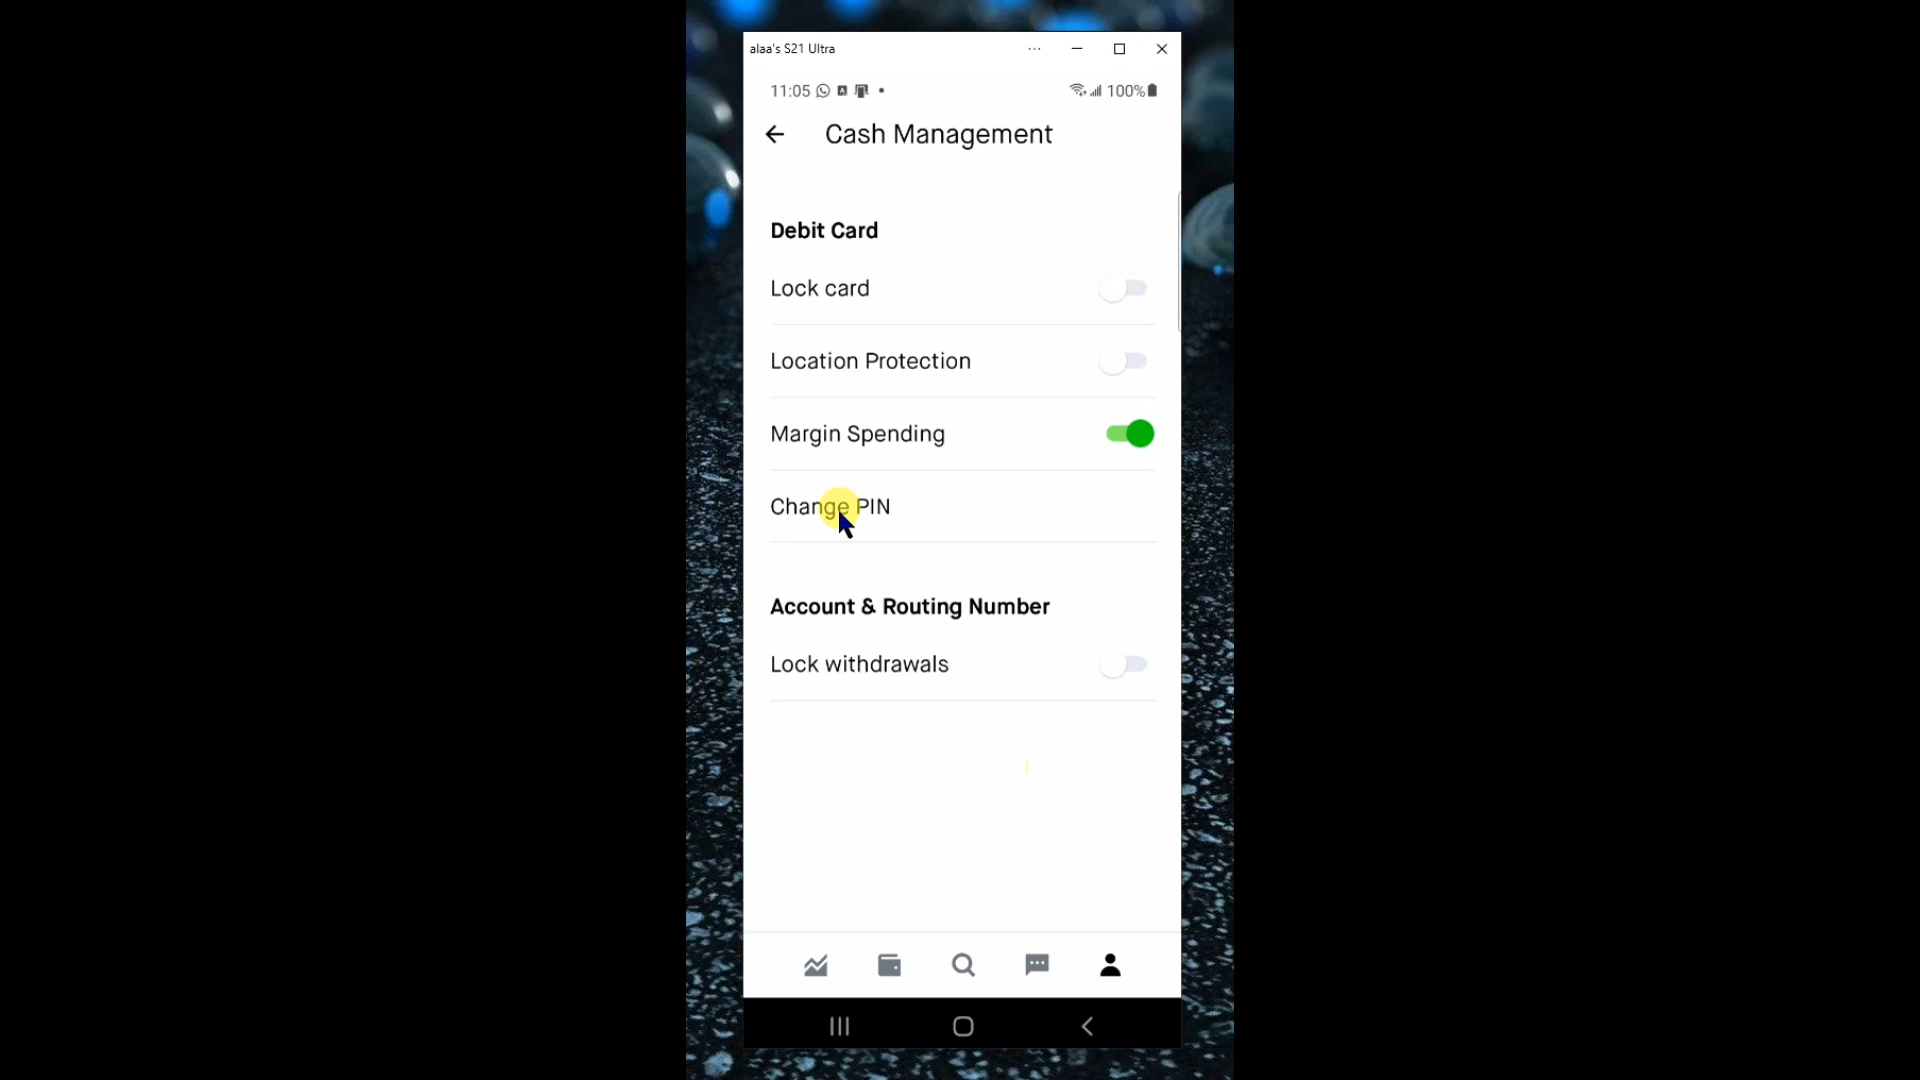 alaa's S21 Ultra
11:05 100%
Cash Management
Debit Card
Lock card
Location Protection
Margin Spending
Change PIN
Account & Routing Number
Lock withdrawals